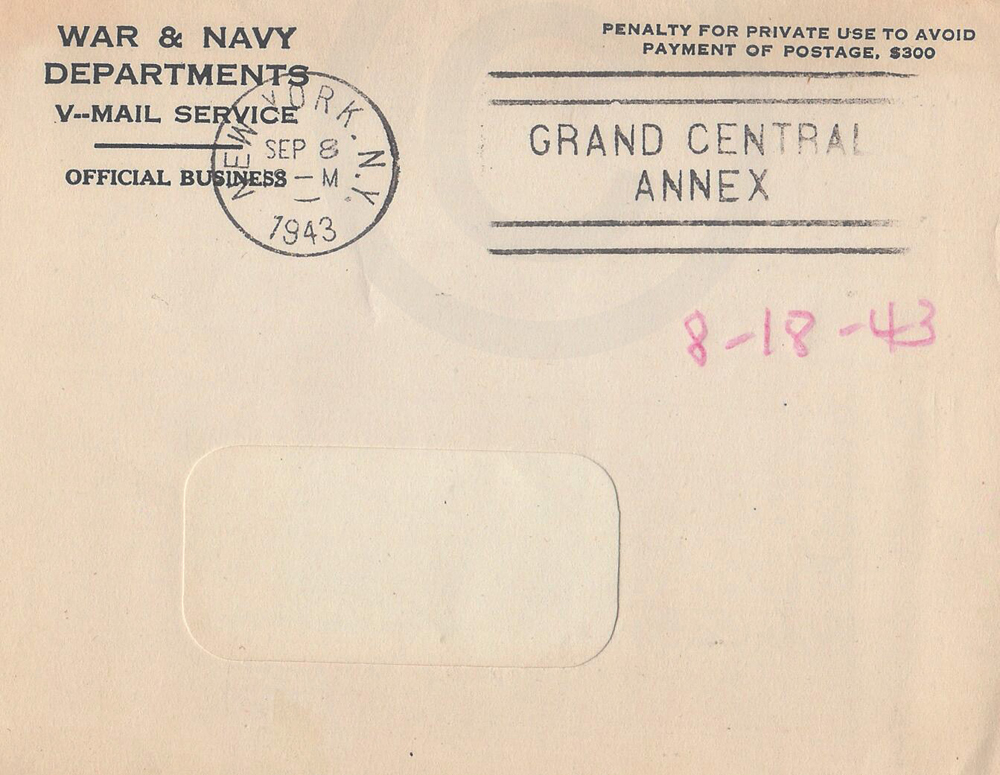 WAR & NAVY
DEPARTMENTS
V--MAIL SERVICE
OFFICIAL BUSINESS
PENALTY FOR PRIVATE USE TO AVOID
PAYMENT OF POSTAGE, $300
NEW YORK. N.Y.
SEP 8
M
1943
GRAND CENTRAL
ANNEX
8-18-43